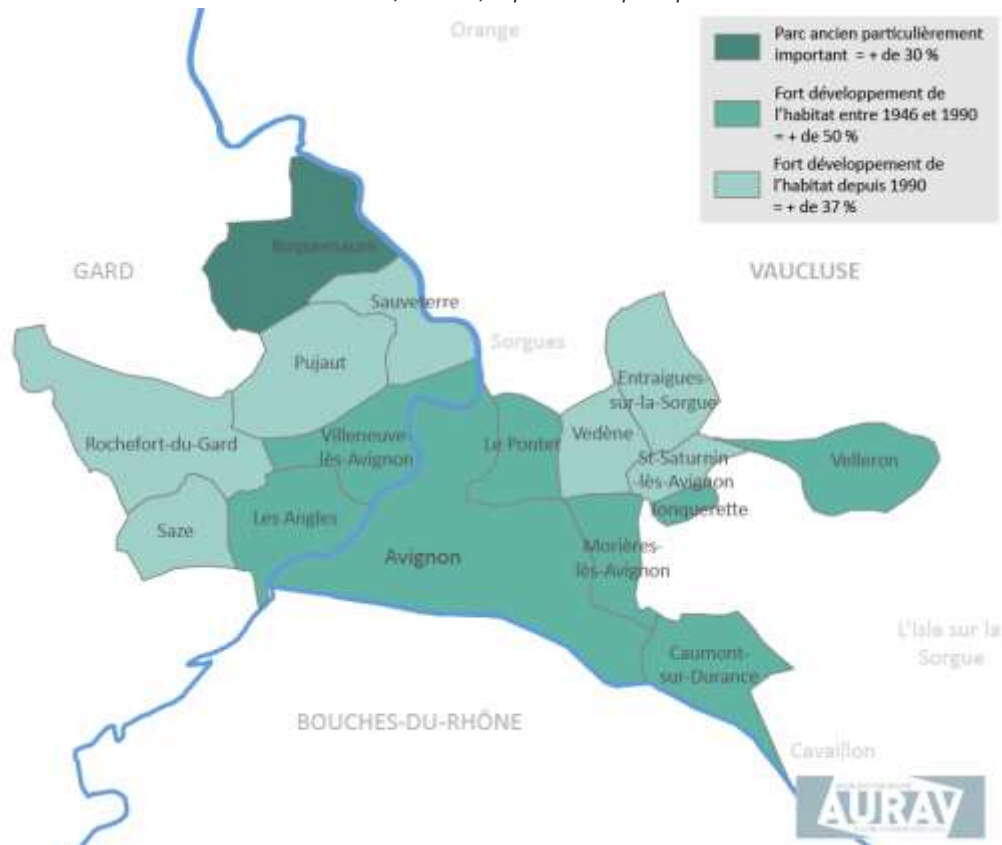 Orange
Parc ancien particulièrement
important = + de 30 %
Fort développement de
l'habitat entre 1946 et 1990
= + de 50 %
Fort développement de
l'habitat depuis 1990
= + de 37 %
GARD
VAUCLUSE
Roquemaure
Sauveterre
Sorgues
Pujaut
Entraigues-
sur-la-Sorgue
Rochefort-du-Gard
Villeneuve-
lès-Avignon
Le Pontet
Vedène
St-Saturnin
-lès-Avignon
Velleron
Saze
Les Angles
Jonquerette
Avignon
Morières-
lès-Avignon
L'Isle sur la
Sorgue
Caumont-
sur-Durance
BOUCHES-DU-RHÔNE
Cavaillon
AURAV